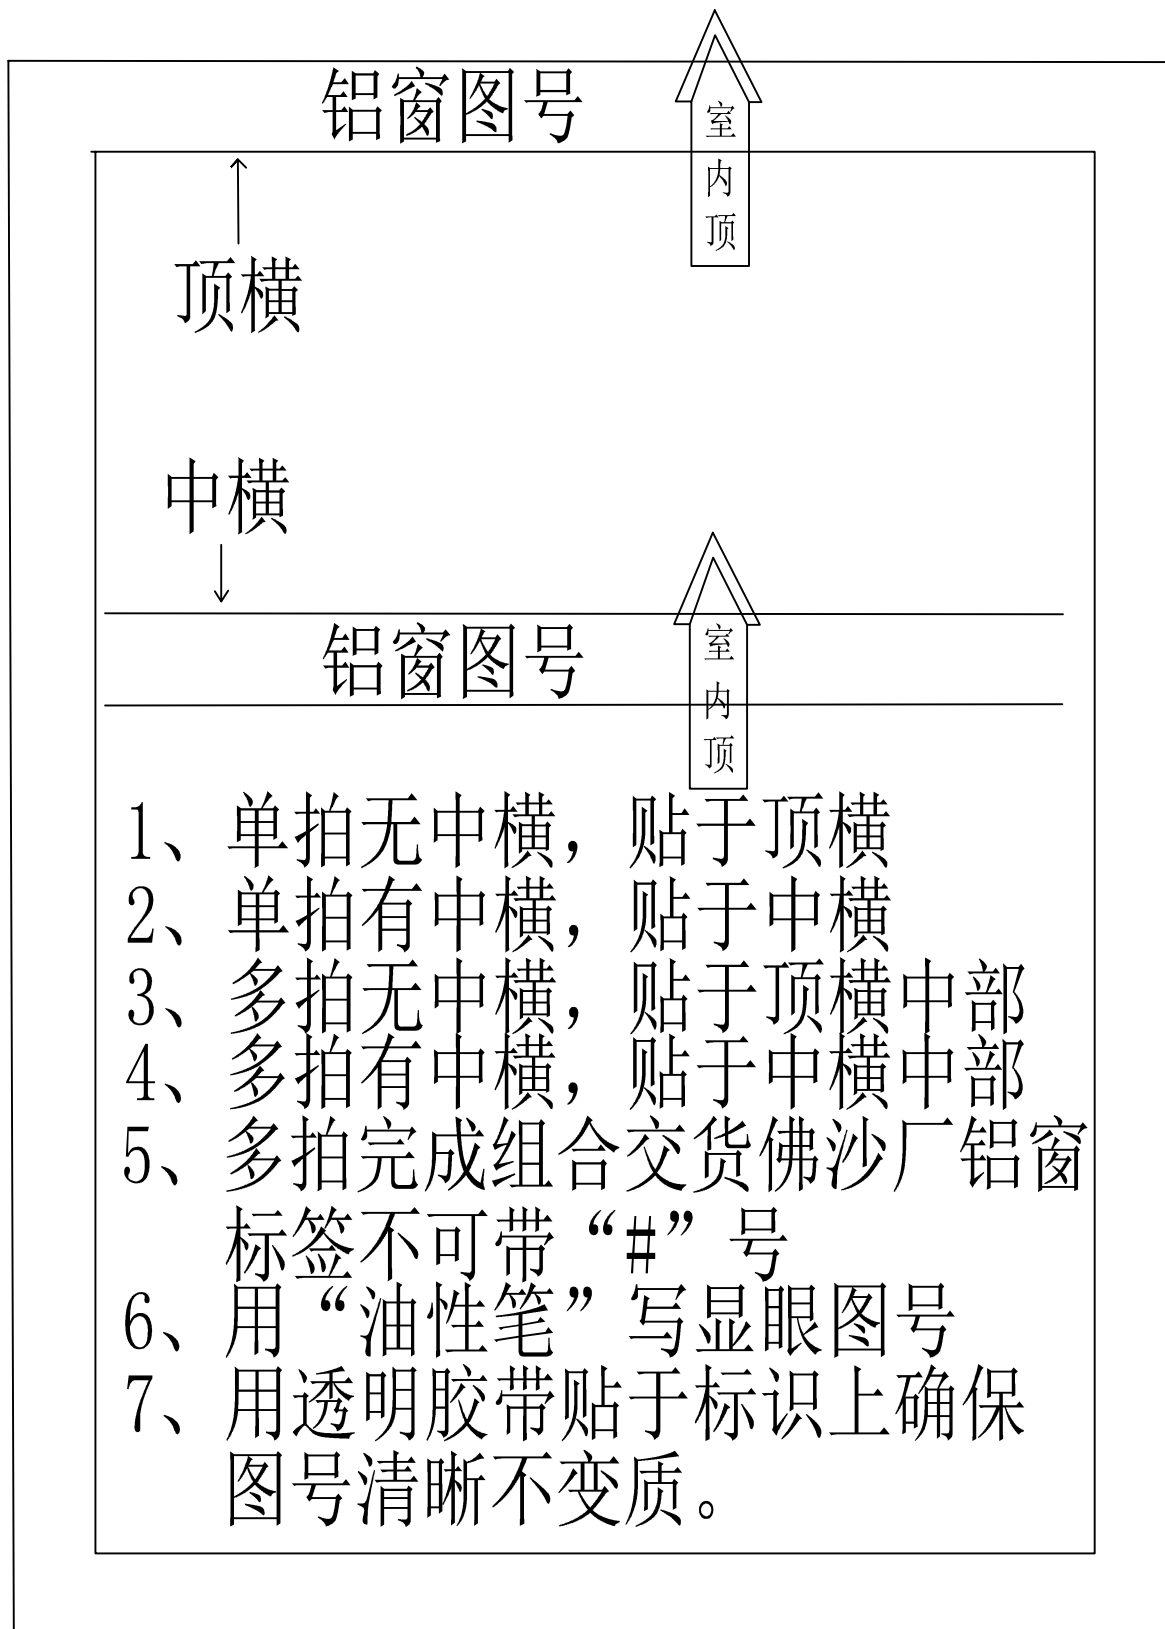 铝窗图号
室
内
顶
顶横
中横
铝窗图号
室
内
顶
1、单拍无中横，贴于顶横
2、单拍有中横，贴于中横
3、多拍无中横，贴于顶横中部
4、多拍有中横，贴于中横中部
5、多拍完成组合交货佛沙厂铝窗
标签不可带“#”号
6、用“油性笔”写显眼图号
7、用透明胶带贴于标识上确保
图号清晰不变质。